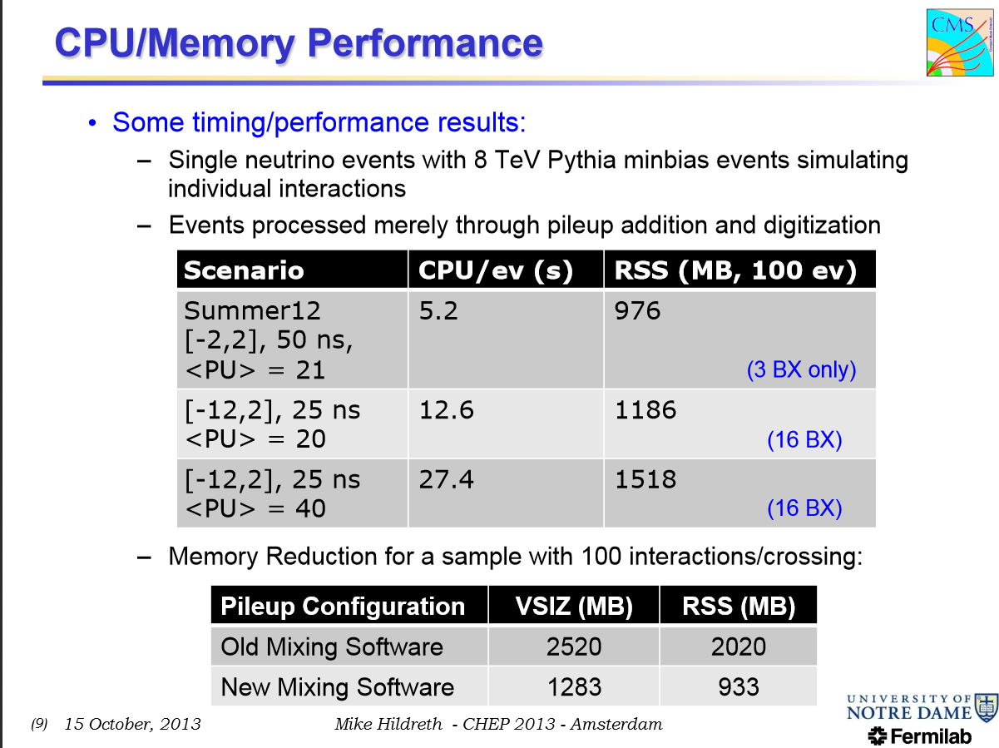 CPU/Memory Performance
CMS
• Some timing/performance results:
– Single neutrino events with 8 TeV Pythia minbias events simulating
individual interactions
– Events processed merely through pileup addition and digitization
Scenario CPU/ev (s) RSS (MB, 100 ev)
Summer12 5.2 976
[-2,2], 50 ns,
<PU> = 21 (3 BX only)
[-12,2], 25 ns 12.6 1186
<PU> = 20 (16 BX)
[-12,2], 25 ns 27.4 1518
<PU> = 40 (16 BX)
– Memory Reduction for a sample with 100 interactions/crossing:
Pileup Configuration VSIZ (MB) RSS (MB)
Old Mixing Software 2520 2020
New Mixing Software 1283 933
(9) 15 October, 2013 Mike Hildreth - CHEP 2013 - Amsterdam
UNIVERSITY OF
NOTRE DAME
Fermilab